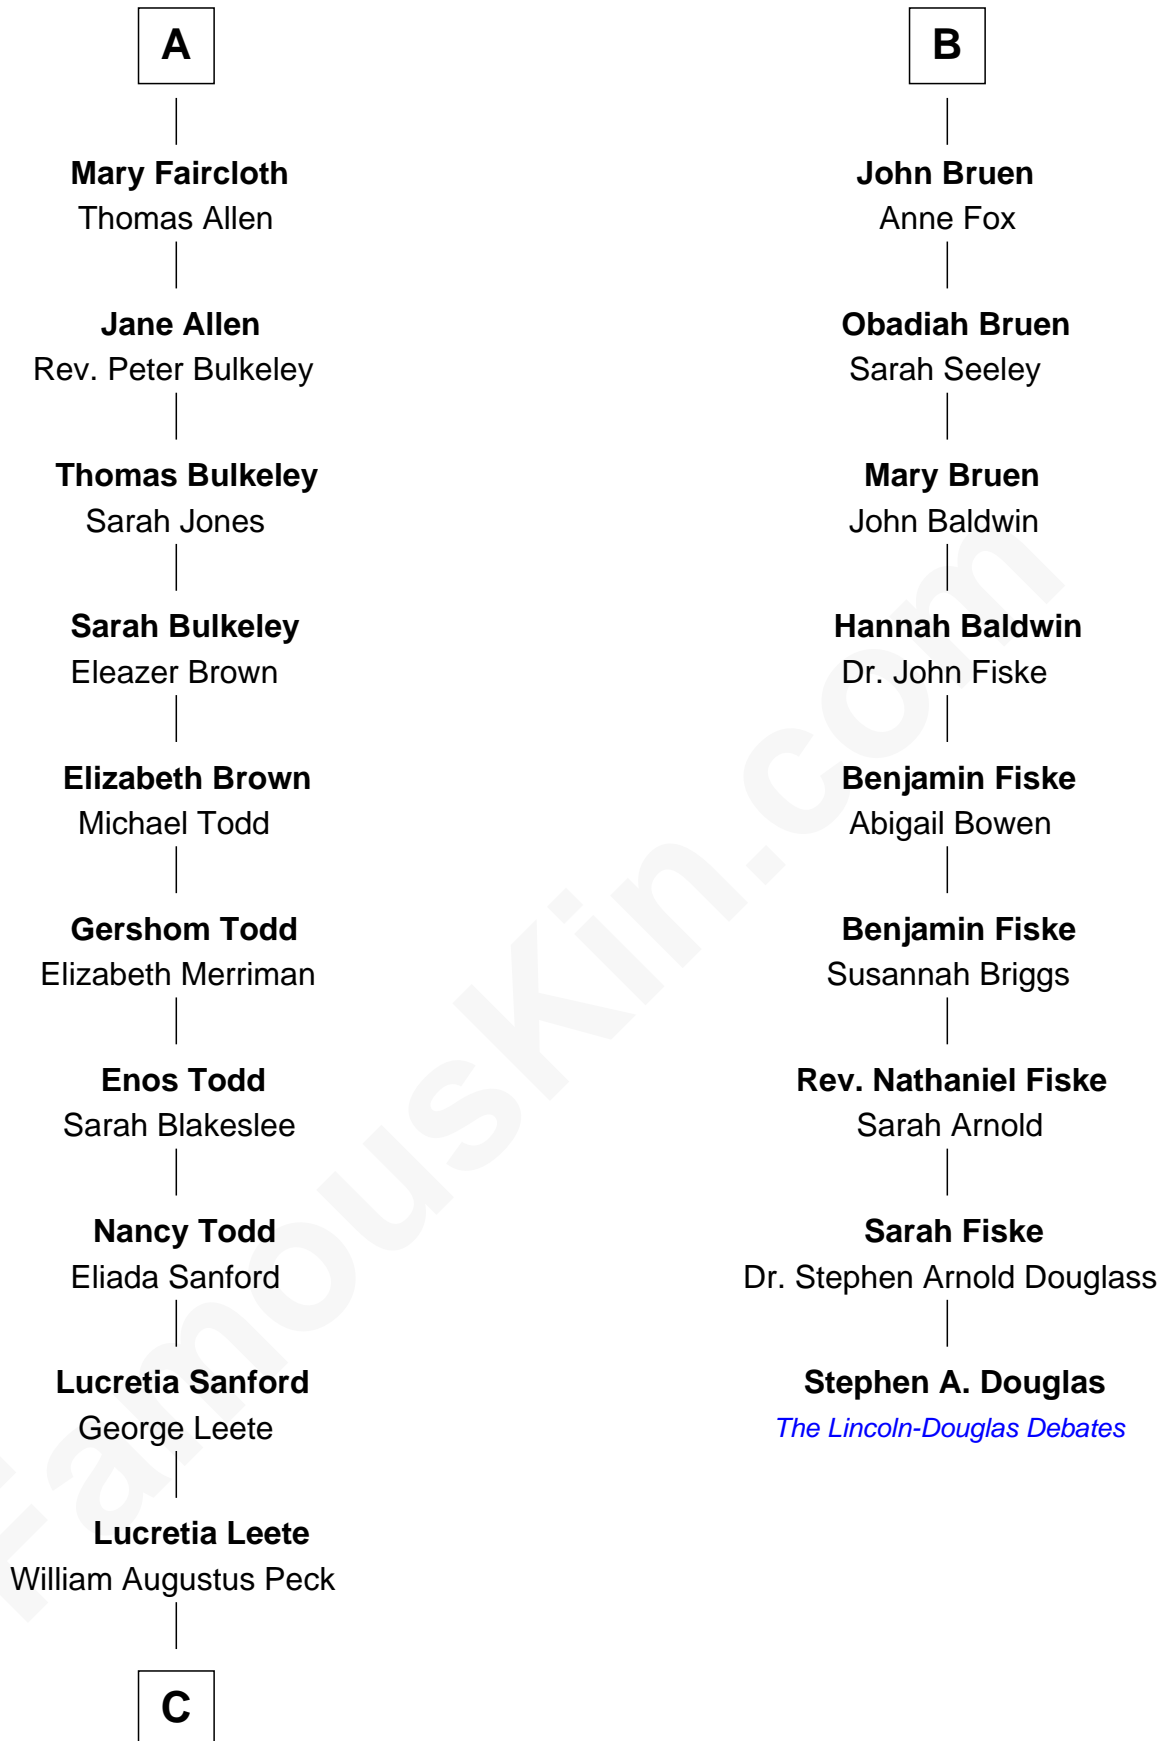 A
Mary Faircloth
Thomas Allen
Jane Allen
Rev. Peter Bulkeley
Thomas Bulkeley
Sarah Jones
Sarah Bulkeley
Eleazer Brown
Elizabeth Brown
Michael Todd
Gershom Todd
Elizabeth Merriman
Enos Todd
Sarah Blakeslee
Nancy Todd
Eliada Sanford
Lucretia Sanford
George Leete
Lucretia Leete
William Augustus Peck
C
B
John Bruen
Anne Fox
Obadiah Bruen
Sarah Seeley
Mary Bruen
John Baldwin
Hannah Baldwin
Dr. John Fiske
Benjamin Fiske
Abigail Bowen
Benjamin Fiske
Susannah Briggs
Rev. Nathaniel Fiske
Sarah Arnold
Sarah Fiske
Dr. Stephen Arnold Douglass
Stephen A. Douglas
The Lincoln-Douglas Debates
FamousKin.com